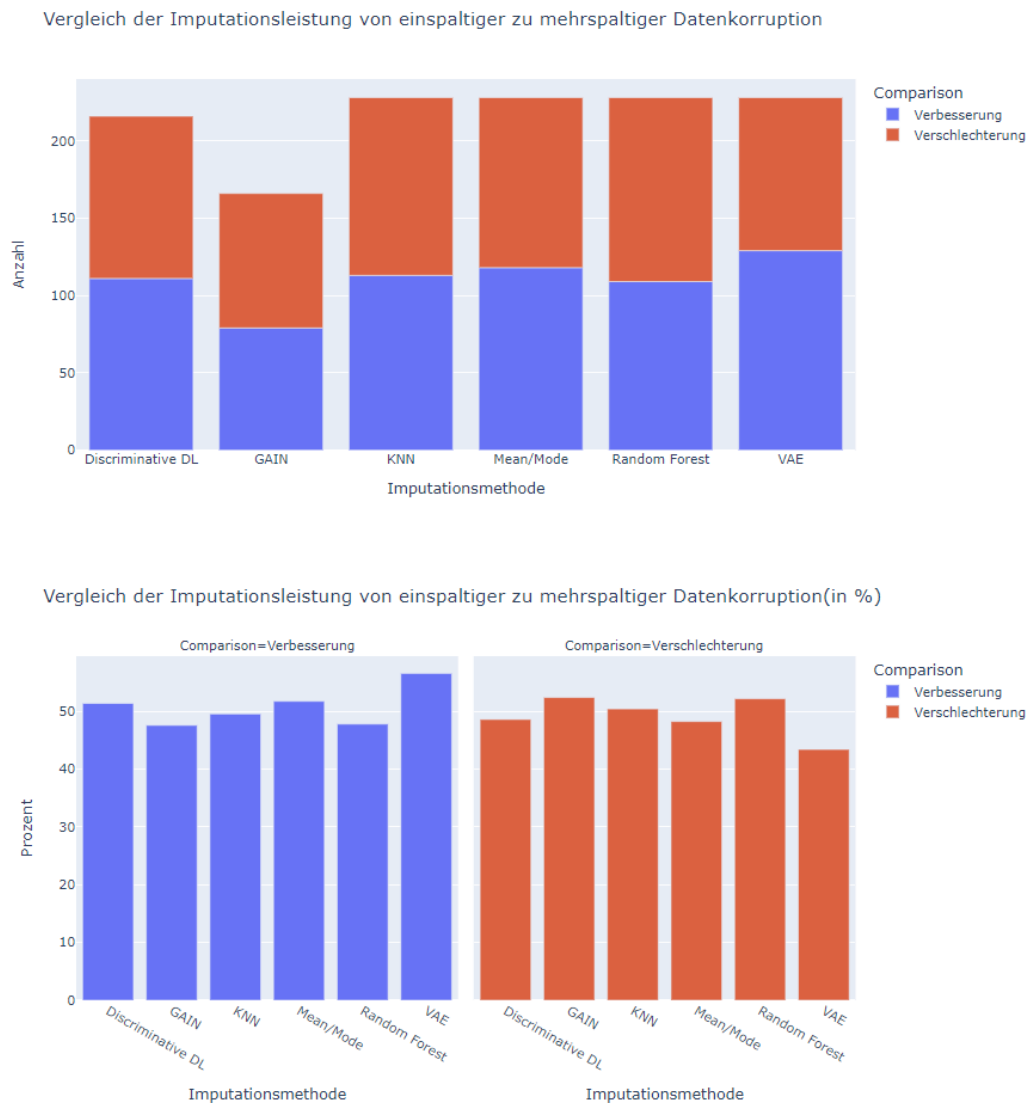 Vergleich der Imputationsleistung von einspaltiger zu mehrspaltiger Datenkorruption
Comparison
Verbesserung
Verschlechterung
Anzahl
200
150
100
50
0
Discriminative DL GAIN KNN Mean/Mode Random Forest VAE
Imputationsmethode
Vergleich der Imputationsleistung von einspaltiger zu mehrspaltiger Datenkorruption(in %)
Comparison=Verbesserung Comparison=Verschlechterung
Comparison
Verbesserung
Verschlechterung
Prozent
50
40
30
20
10
0
Discriminative DL GAIN KNN Mean/Mode Random Forest VAE Discriminative DL GAIN KNN Mean/Mode Random Forest VAE
Imputationsmethode Imputationsmethode